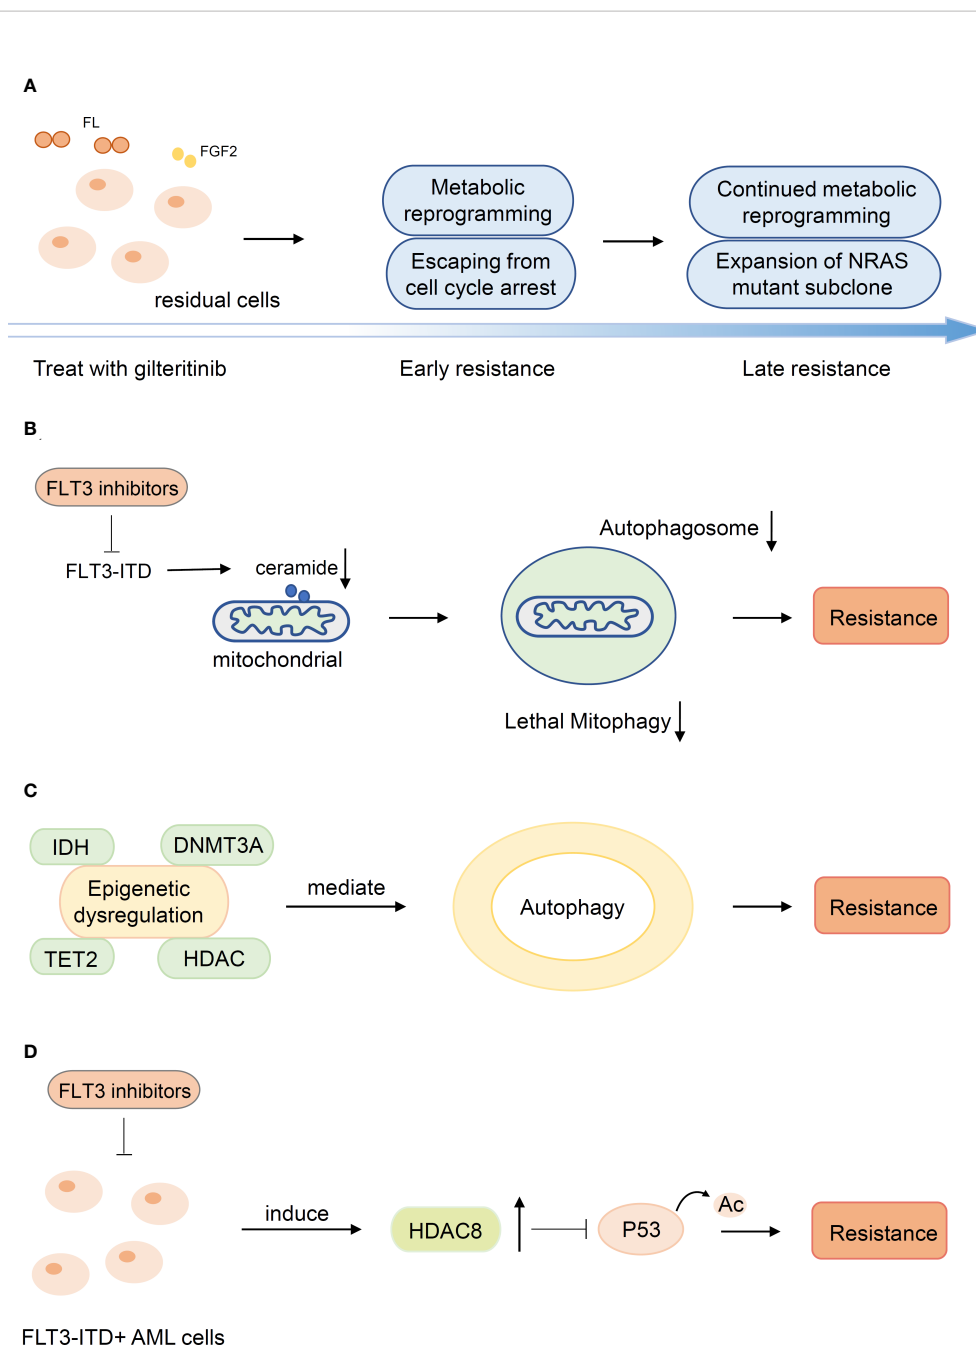 A
FL
FGF2
residual cells
Metabolic
reprogramming
Escaping from
cell cycle arrest
Continued metabolic
reprogramming
Expansion of NRAS
mutant subclone
Treat with gilteritinib
Early resistance
Late resistance
B
FLT3 inhibitors
FLT3-ITD
ceramide
mitochondrial
Autophagosome
Lethal Mitophagy
Resistance
C
IDH
DNMT3A
Epigenetic
dysregulation
TET2
HDAC
mediate
Autophagy
Resistance
D
FLT3 inhibitors
FLT3-ITD+ AML cells
induce
HDAC8
P53
Ac
Resistance